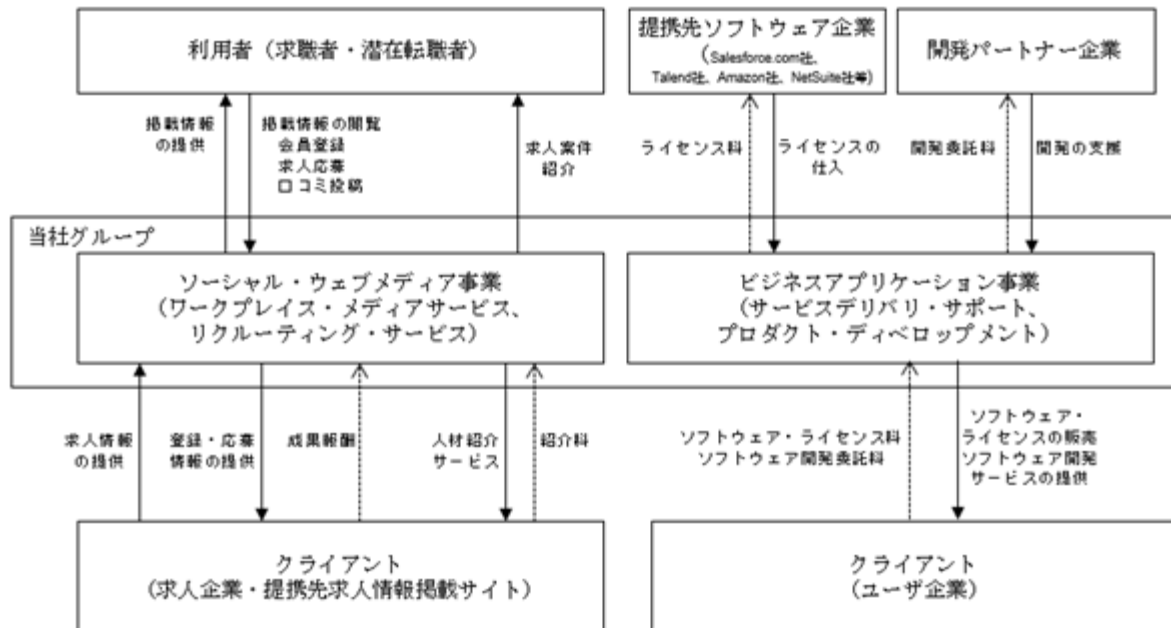 利用者（求職者・潜在転職者）
提携先ソフトウェア企業
（Salesforce.com社、
Talend社、Amazon社、NetSuite社等）
開発パートナー企業
掲載情報
の提供
掲載情報の閲覧
会員登録
求人応募
口コミ投稿
求人案件
紹介
ライセンス料
ライセンスの
仕入
開発委託料
開発の支援
当社グループ
ソーシャル・ウェブメディア事業
（ワークプレイス・メディアサービス、
リクルーティング・サービス）
ビジネスアプリケーション事業
（サービスデリバリ・サポート、
プロダクト・ディベロップメント）
求人情報
の提供
登録・応募
情報の提供
成果報酬
人材紹介
サービス
紹介料
ソフトウェア・ライセンス料
ソフトウェア開発委託料
ソフトウェア・
ライセンスの販売
ソフトウェア開発
サービスの提供
クライアント
（求人企業・提携先求人情報掲載サイト）
クライアント
（ユーザ企業）